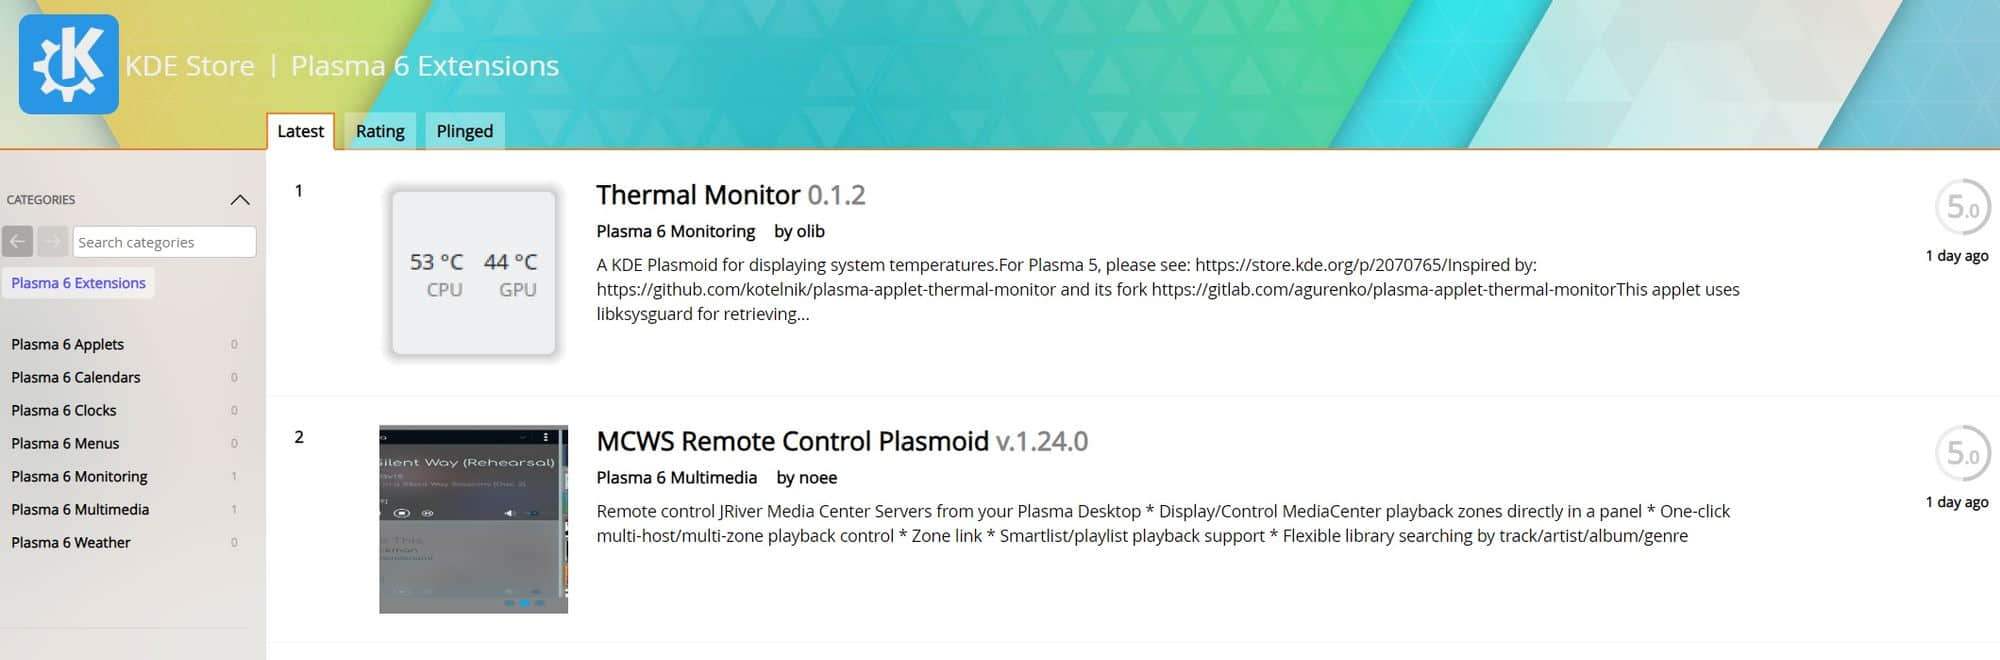 KDE Store | Plasma 6 Extensions
Latest
Rating
Plinged
CATEGORIES
Search categories
Plasma 6 Extensions
Plasma 6 Applets 0
Plasma 6 Calendars 0
Plasma 6 Clocks 0
Plasma 6 Menus 0
Plasma 6 Monitoring 1
Plasma 6 Multimedia 1
Plasma 6 Weather 0
1
53 °C 44 °C
CPU GPU
Thermal Monitor 0.1.2
Plasma 6 Monitoring by olib
A KDE Plasmoid for displaying system temperatures.For Plasma 5, please see: https://store.kde.org/p/2070765/Inspired by:
https://github.com/kotelnik/plasma-applet-thermal-monitor and its fork https://gitlab.com/agurenko/plasma-applet-thermal-monitorThis applet uses
libksysguard for retrieving...
5.0
1 day ago
2
Silent Way (Rehearsal)
MCWS Remote Control Plasmoid v.1.24.0
Plasma 6 Multimedia by noee
Remote control JRiver Media Center Servers from your Plasma Desktop * Display/Control MediaCenter playback zones directly in a panel * One-click
multi-host/multi-zone playback control * Zone link * Smartlist/playlist playback support * Flexible library searching by track/artist/album/genre
5.0
1 day ago